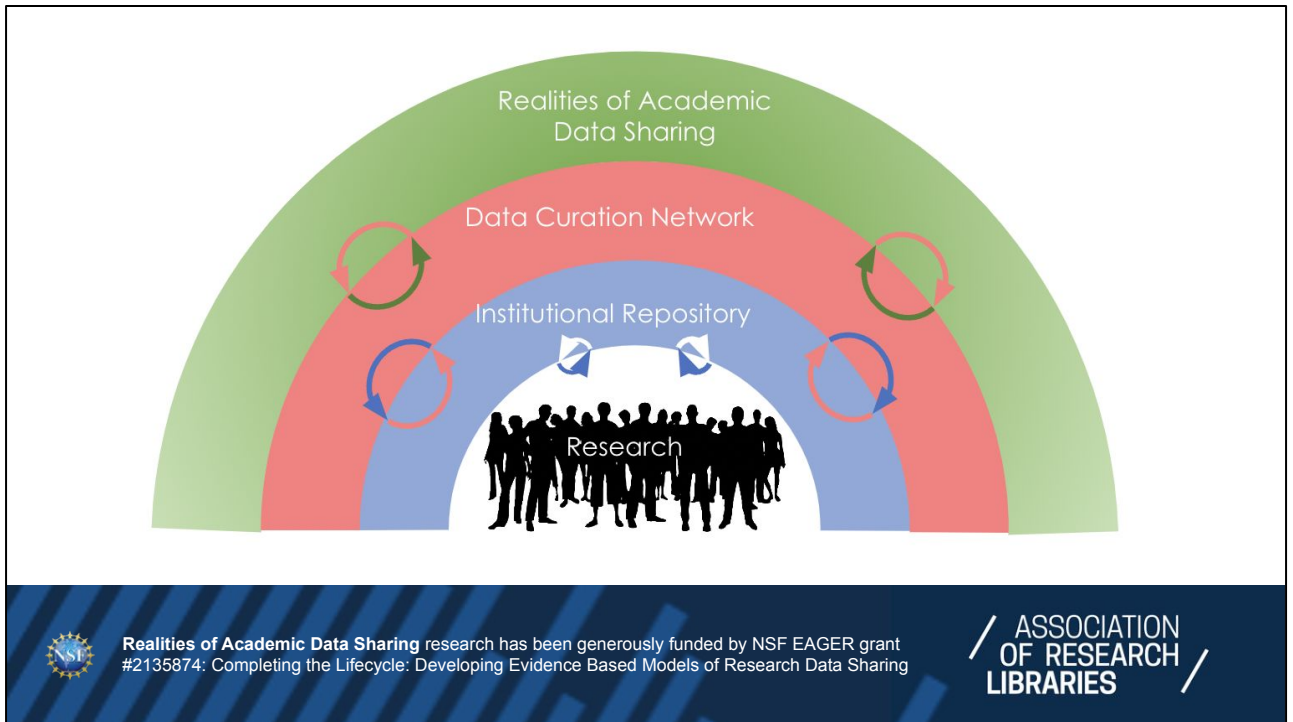 Realities of Academic
Data Sharing
Data Curation Network
Institutional Repository
Research
NSF
Realities of Academic Data Sharing research has been generously funded by NSF EAGER grant
#2135874: Completing the Lifecycle: Developing Evidence Based Models of Research Data Sharing
ASSOCIATION
OF RESEARCH
LIBRARIES